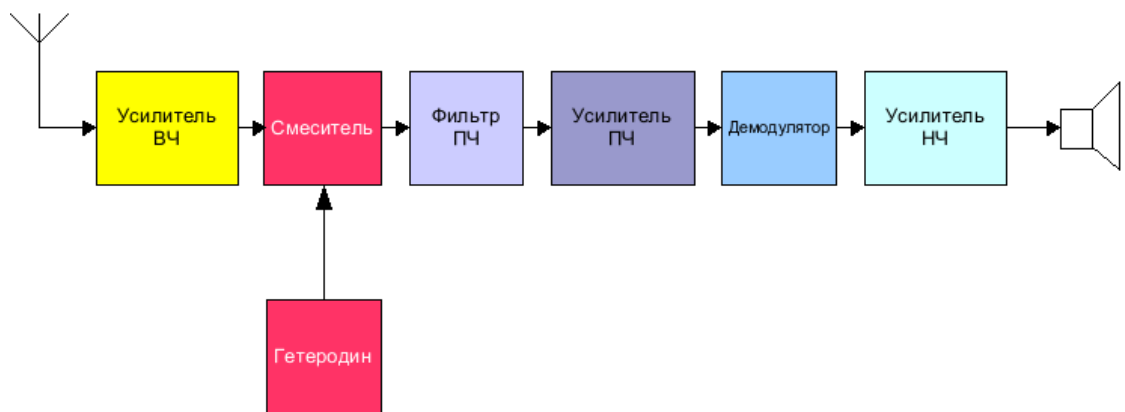 Усилитель
ВЧ
Смеситель
Фильтр
ПЧ
Усилитель
ПЧ
Демодулятор
Усилитель
НЧ
Гетеродин